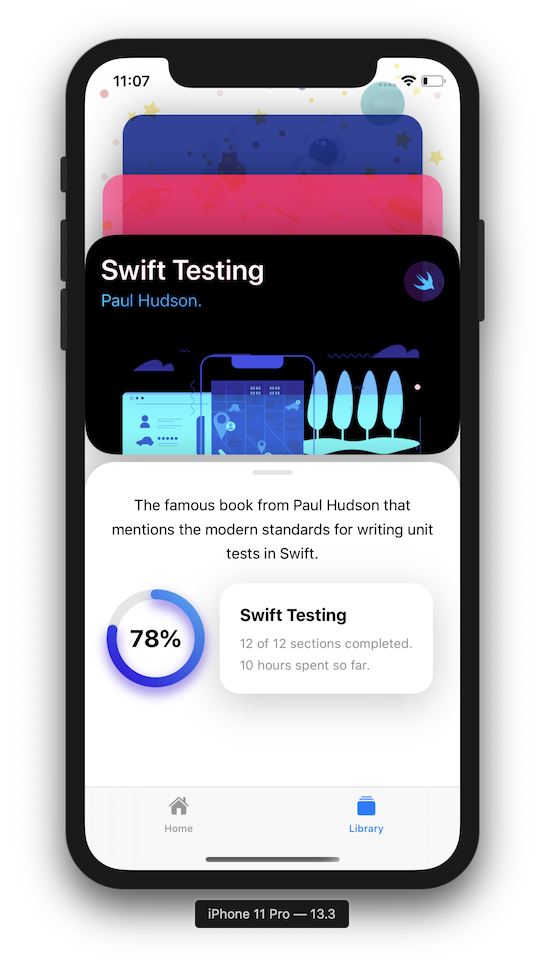 11:07
Swift Testing
Paul Hudson.
The famous book from Paul Hudson that
mentions the modern standards for writing unit
tests in Swift.
78%
Swift Testing
12 of 12 sections completed.
10 hours spent so far.
Home
Library
iPhone 11 Pro — 13.3